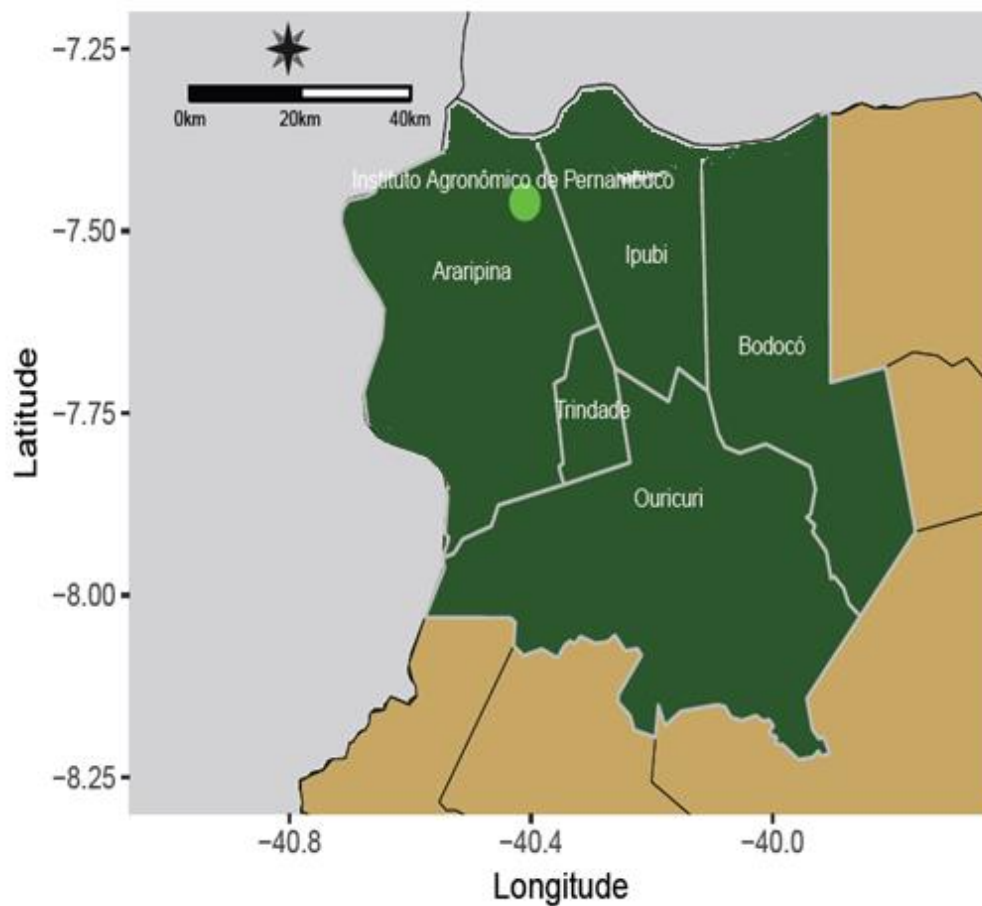 −7.25
0km 20km 40km
Instituto Agronômico de Pernambuco
−7.50
Ipubi
Araripina
Bodocó
Trindade
−7.75
Ouricuri
−8.00
−8.25
−40.8 −40.4 −40.0
Latitude
Longitude